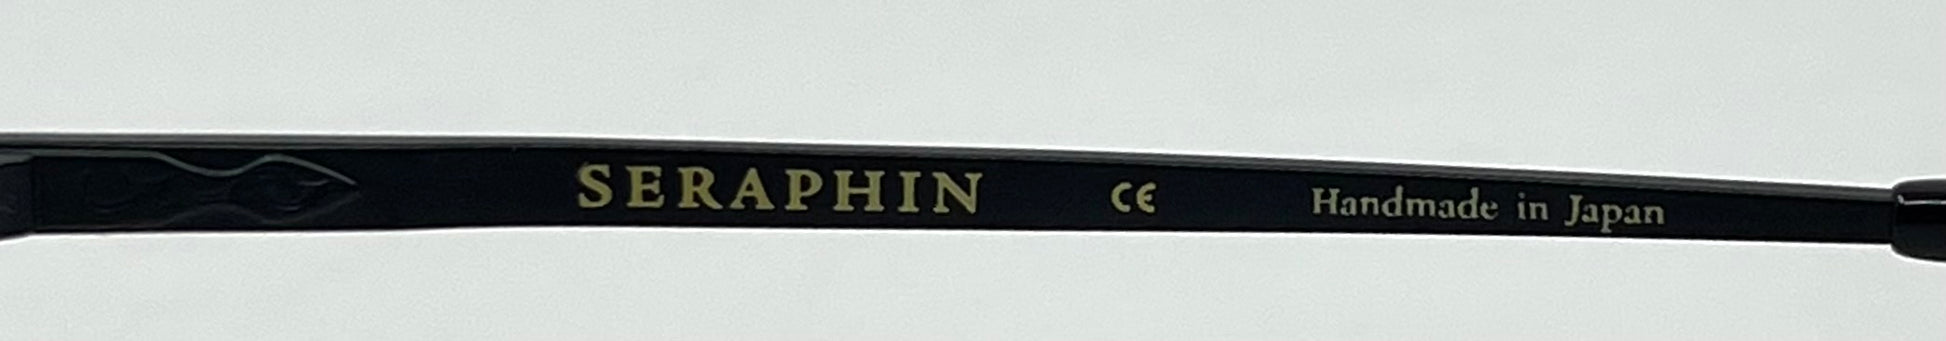 SERAPHIN CE Handmade in Japan